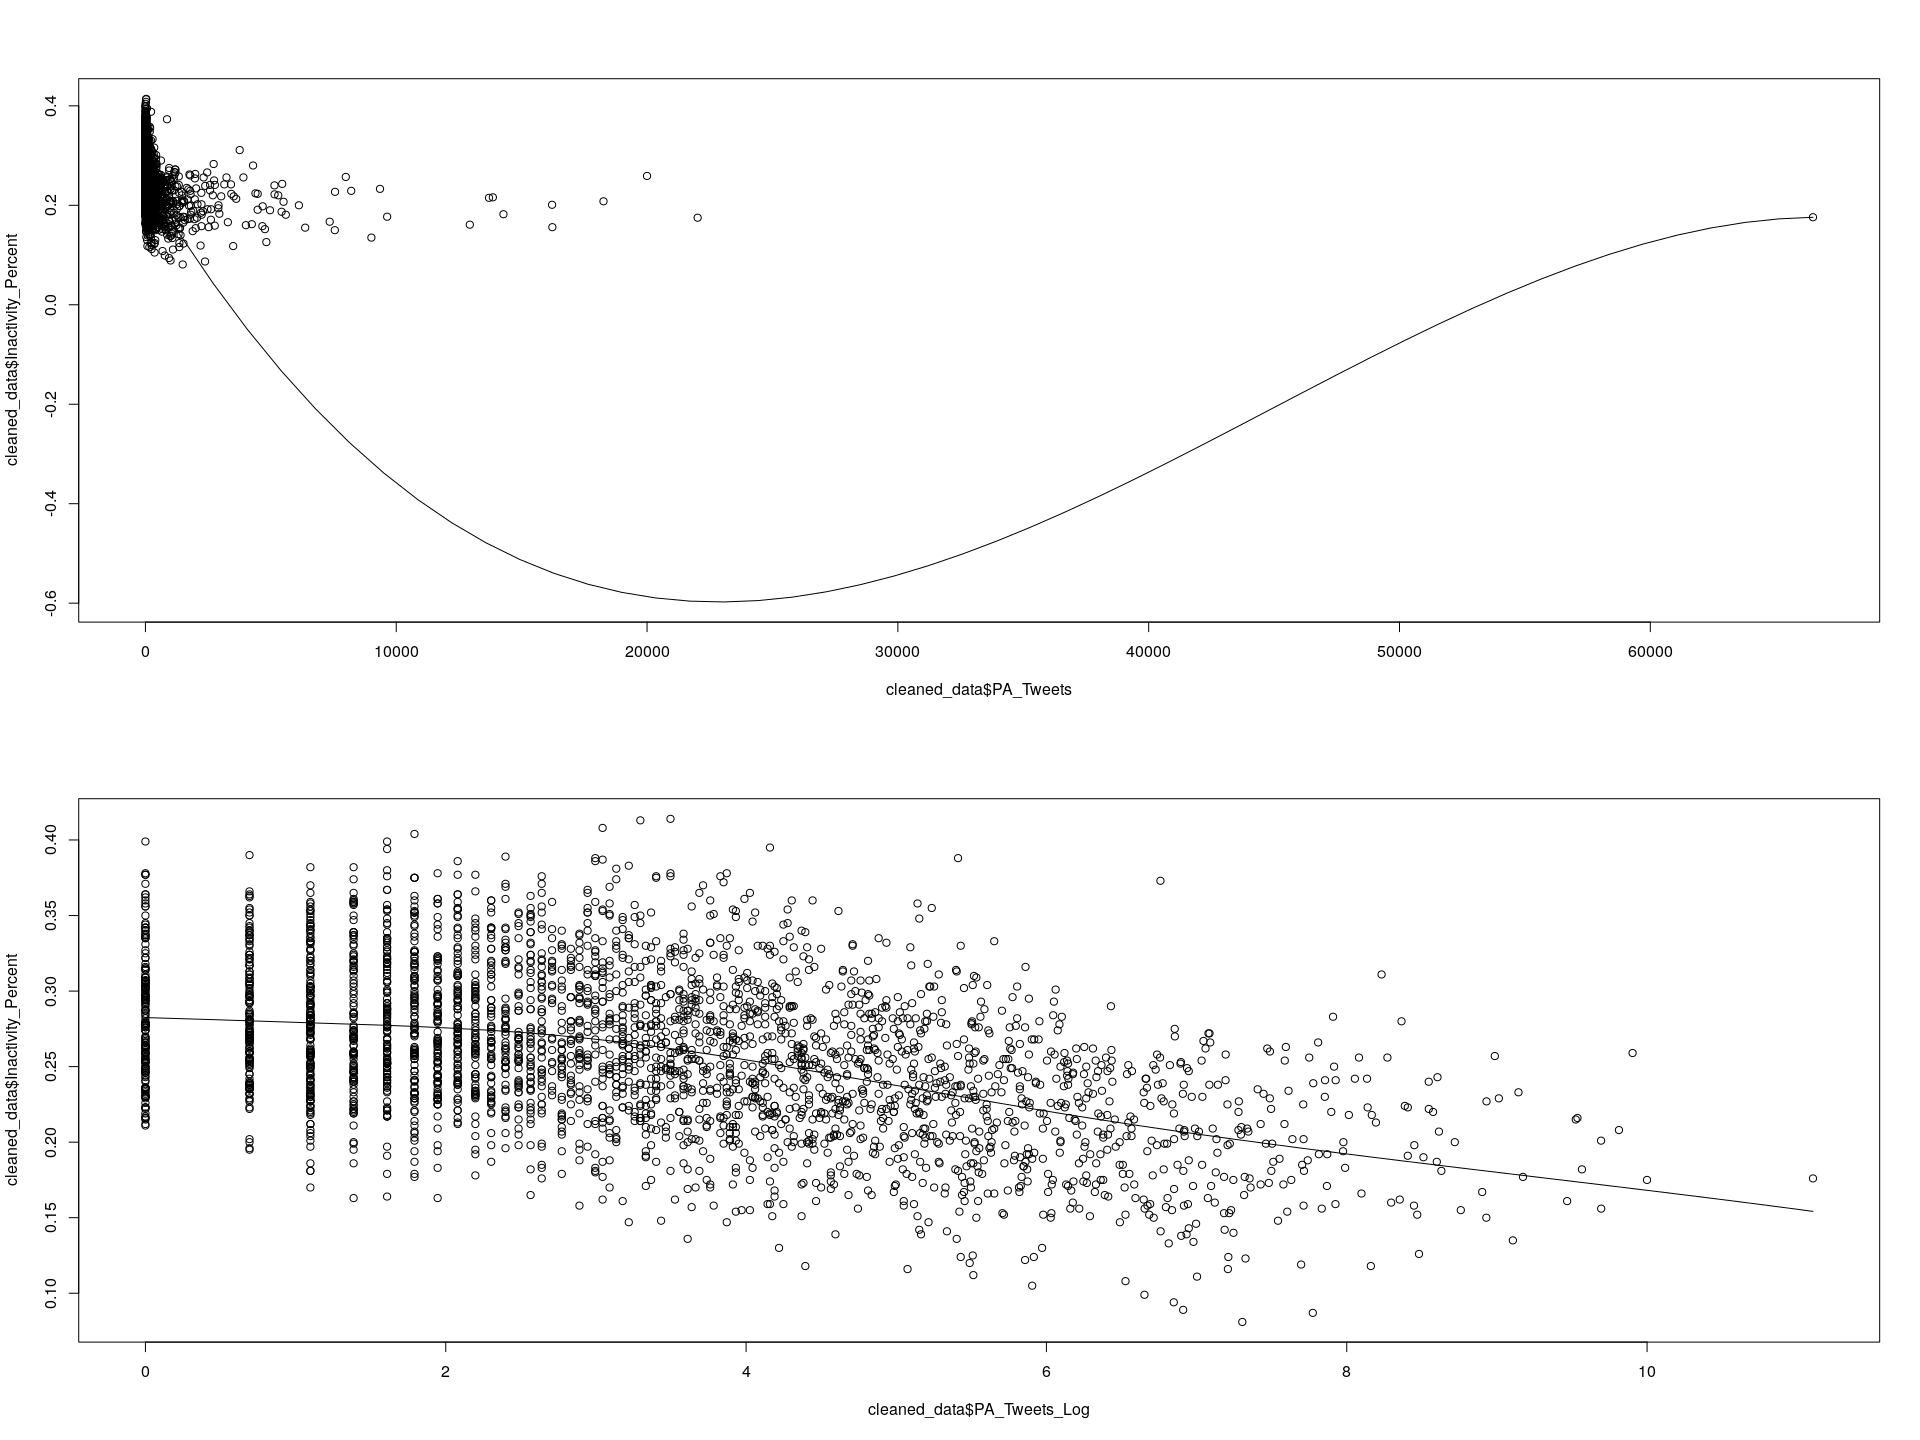 0.4
0.2
0.0
-0.2
-0.4
-0.6
cleaned_data$Inactivity_Percent
0 10000 20000 30000 40000 50000 60000
cleaned_data$PA_Tweets
0.40
0.35
0.30
0.25
0.20
0.15
0.10
cleaned_data$Inactivity_Percent
0 2 4 6 8 10
cleaned_data$PA_Tweets_Log